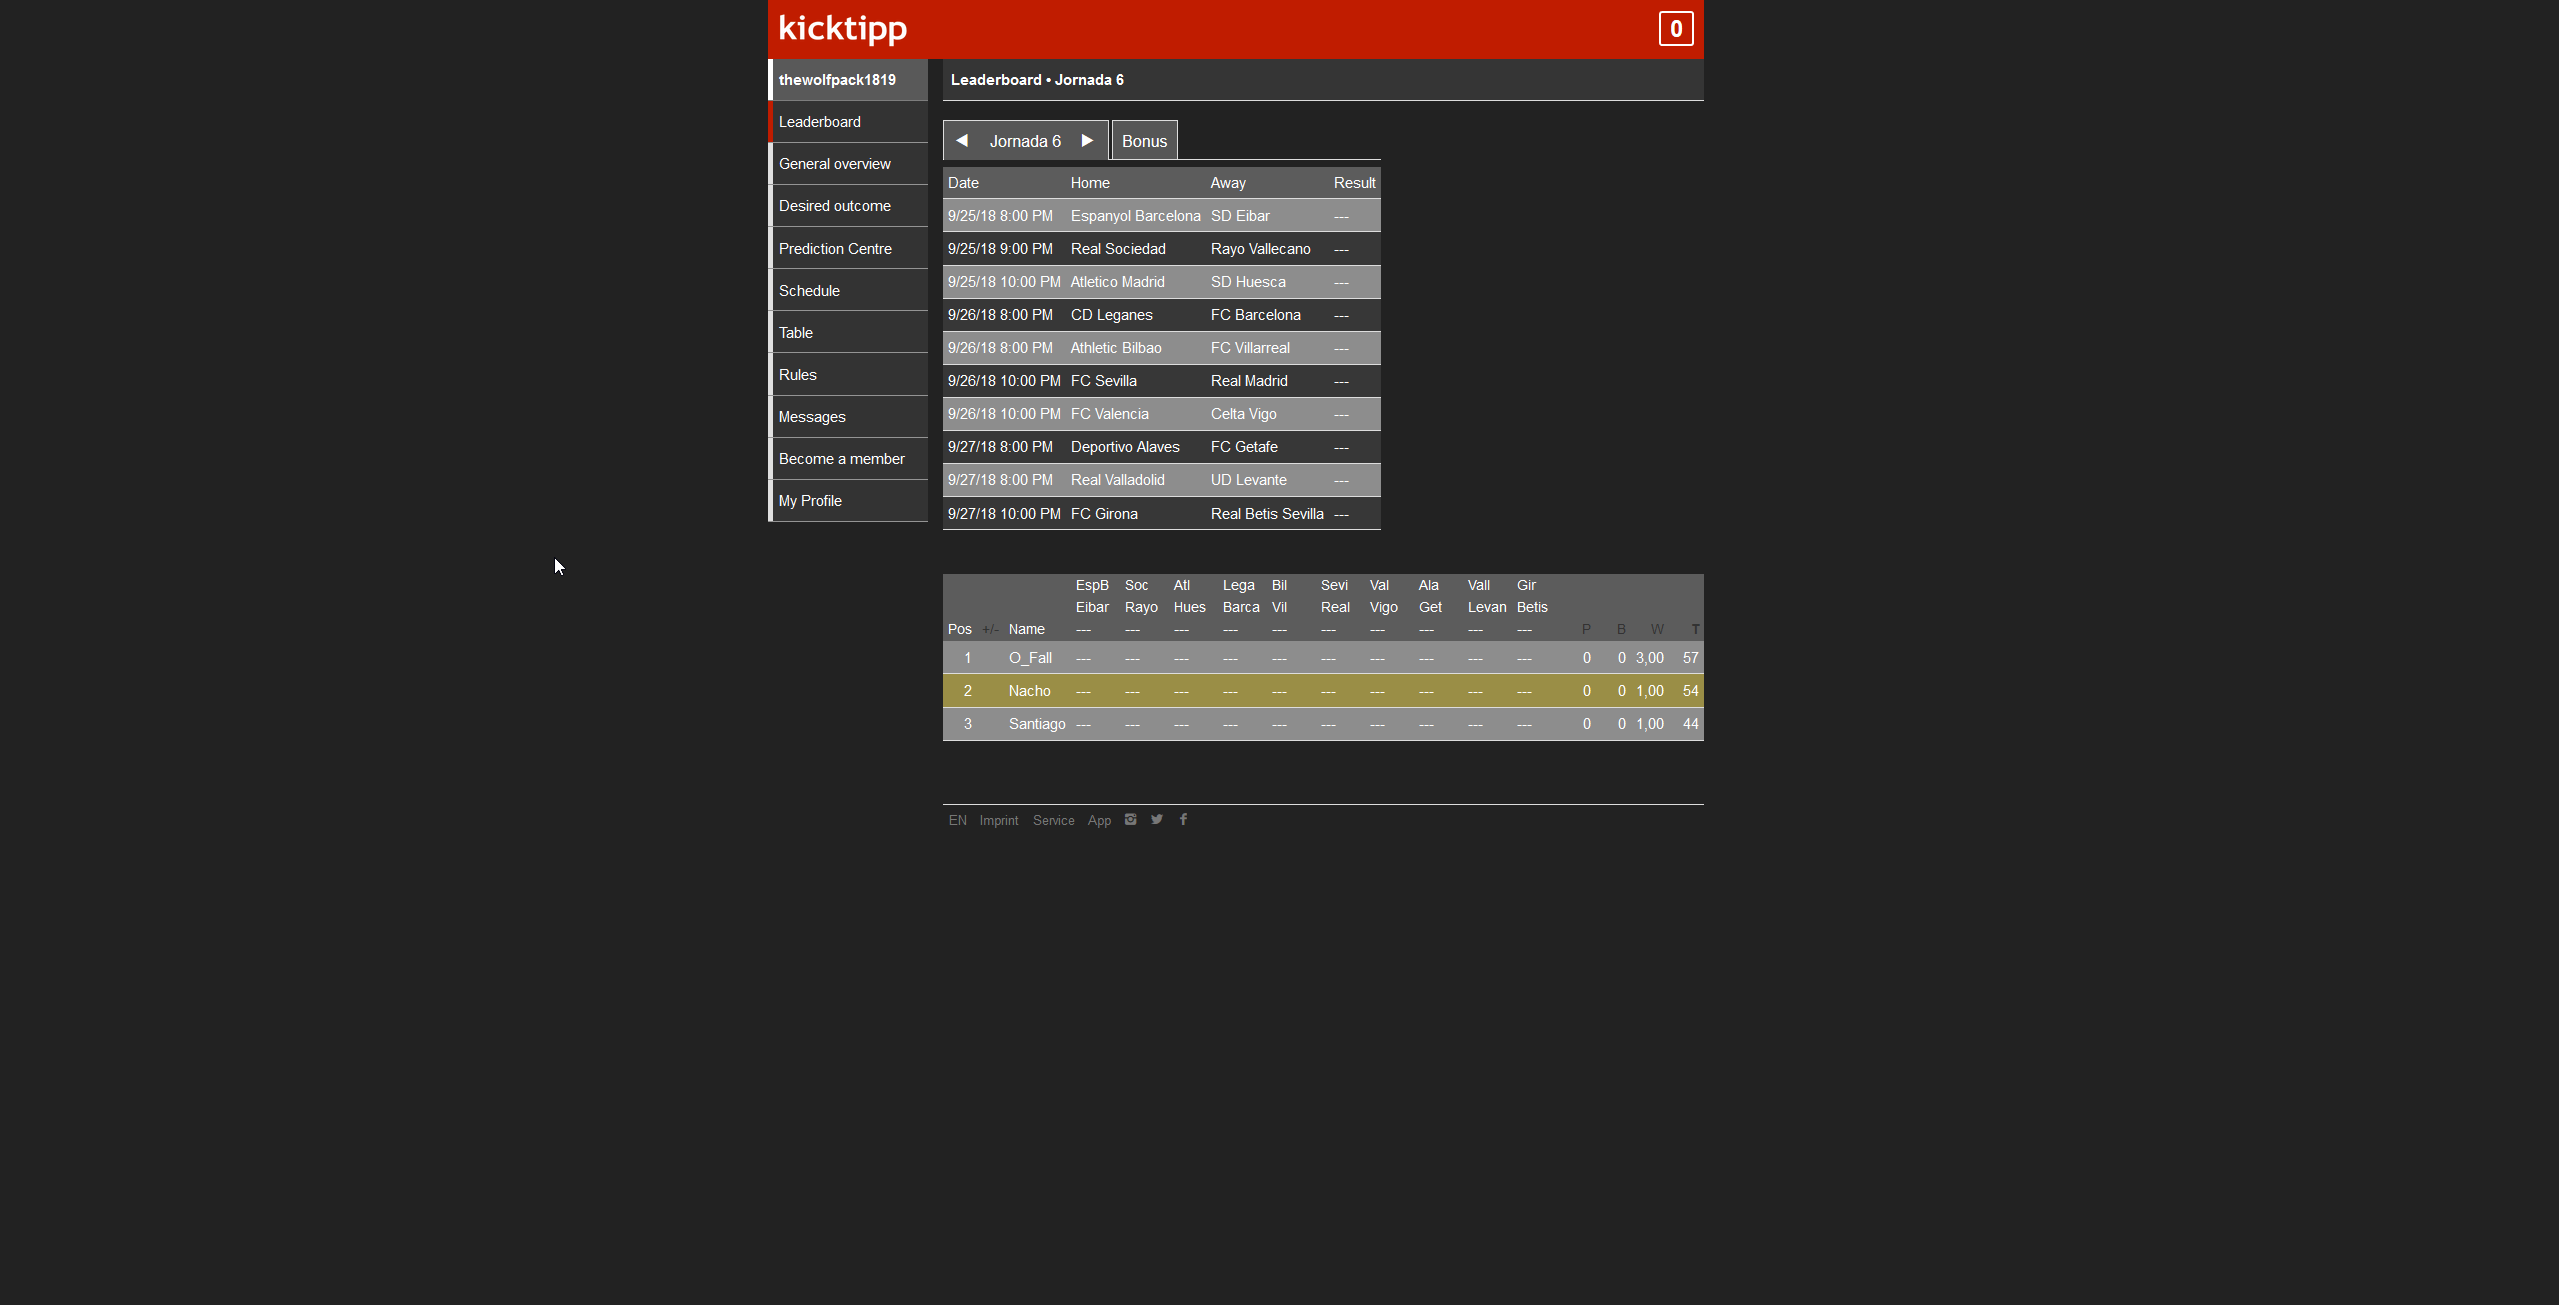 kicktipp
0
thewolfpack1819
Leaderboard
General overview
Desired outcome
Prediction Centre
Schedule
Table
Rules
Messages
Become a member
My Profile
Leaderboard • Jornada 6
Jornada 6 Bonus
Date Home Away Result
9/25/18 8:00 PM Espanyol Barcelona SD Eibar ---
9/25/18 9:00 PM Real Sociedad Rayo Vallecano ---
9/25/18 10:00 PM Atletico Madrid SD Huesca ---
9/26/18 8:00 PM CD Leganes FC Barcelona ---
9/26/18 8:00 PM Athletic Bilbao FC Villarreal ---
9/26/18 10:00 PM FC Sevilla Real Madrid ---
9/26/18 10:00 PM FC Valencia Celta Vigo ---
9/27/18 8:00 PM Deportivo Alaves FC Getafe ---
9/27/18 8:00 PM Real Valladolid UD Levante ---
9/27/18 10:00 PM FC Girona Real Betis Sevilla ---
EspB Soc Atl Lega Bil Sevi Val Ala Vall Gir
Eibar Rayo Hues Barca Vil Real Vigo Get Levan Betis
Pos +/- Name --- --- --- --- --- --- --- --- --- --- P B W T
1 O_Fall --- --- --- --- --- --- --- --- --- --- 0 0 3,00 57
2 Nacho --- --- --- --- --- --- --- --- --- --- 0 0 1,00 54
3 Santiago --- --- --- --- --- --- --- --- --- --- 0 0 1,00 44
EN Imprint Service App